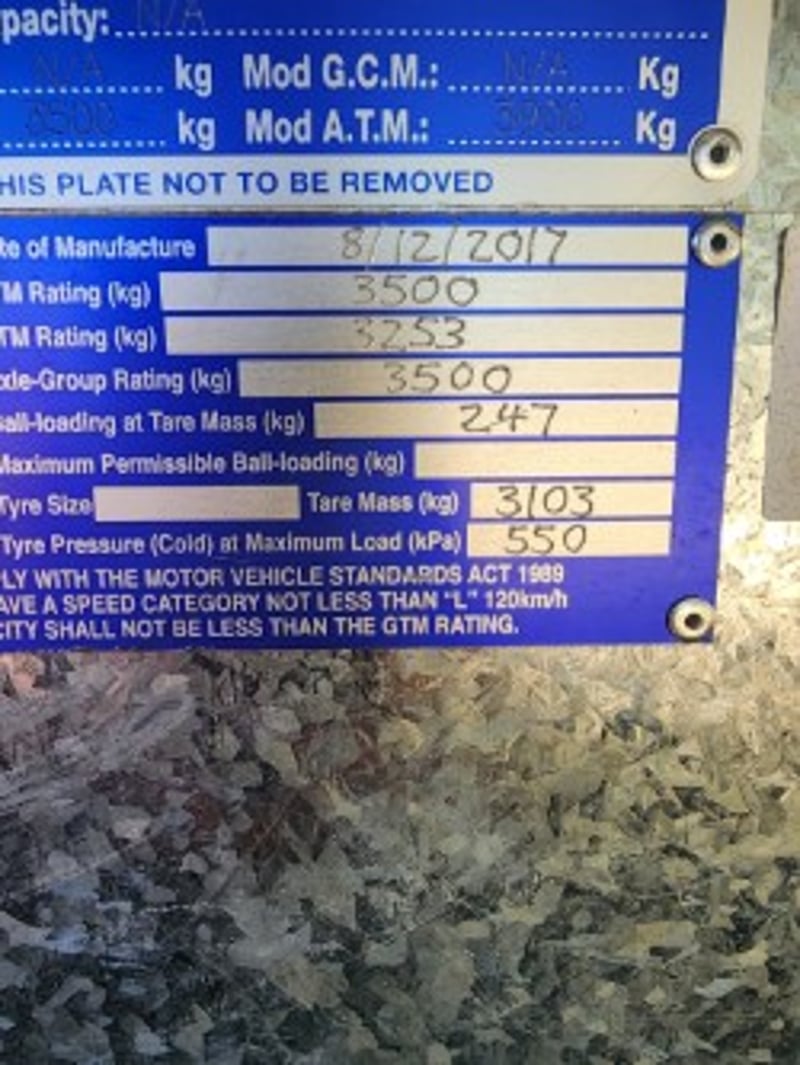 pacity: N/A
N/A kg Mod G.C.M.: N/A Kg
kg Mod A.T.M.: Kg
HIS PLATE NOT TO BE REMOVED
te of Manufacture 8/12/2017
TM Rating (kg) 3500
TM Rating (kg) 3253
xle-Group Rating (kg) 3500
Ball-loading at Tare Mass (kg) 247
Maximum Permissible Ball-loading (kg)
Tyre Size Tare Mass (kg) 3103
Tyre Pressure (Cold) at Maximum Load (kPa) 550
PLY WITH THE MOTOR VEHICLE STANDARDS ACT 1989
AVE A SPEED CATEGORY NOT LESS THAN "L" 120km/h
CITY SHALL NOT BE LESS THAN THE GTM RATING.